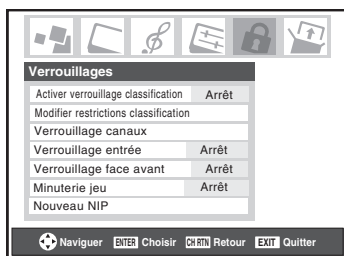 Verrouillages
Activer verrouillage classification Arrêt
Modifier restrictions classification
Verrouillage canaux
Verrouillage entrée Arrêt
Verrouillage face avant Arrêt
Minuterie jeu Arrêt
Nouveau NIP
Naviguer ENTER Choisir CH RTN Retour EXIT Quitter